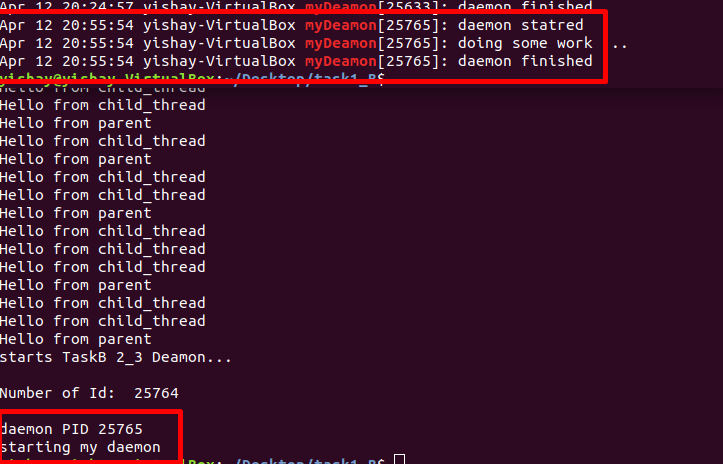 Apr 12 20:24:57 yishay-VirtualBox myDeamon[25633]: daemon finished
Apr 12 20:55:54 yishay-VirtualBox myDeamon[25765]: daemon statred
Apr 12 20:55:54 yishay-VirtualBox myDeamon[25765]: doing some work ...
Apr 12 20:55:54 yishay-VirtualBox myDeamon[25765]: daemon finished
yishay@yishay-VirtualBox:~/Desktop/task1_B$
Hello from child_thread
Hello from child_thread
Hello from parent
Hello from child_thread
Hello from parent
Hello from child_thread
Hello from child_thread
Hello from parent
Hello from child_thread
Hello from child_thread
Hello from child_thread
Hello from parent
Hello from child_thread
Hello from child_thread
Hello from parent
starts TaskB 2_3 Deamon...
Number of Id:  25764
daemon PID 25765
starting my daemon
Box:~/Desktop/task1_B$